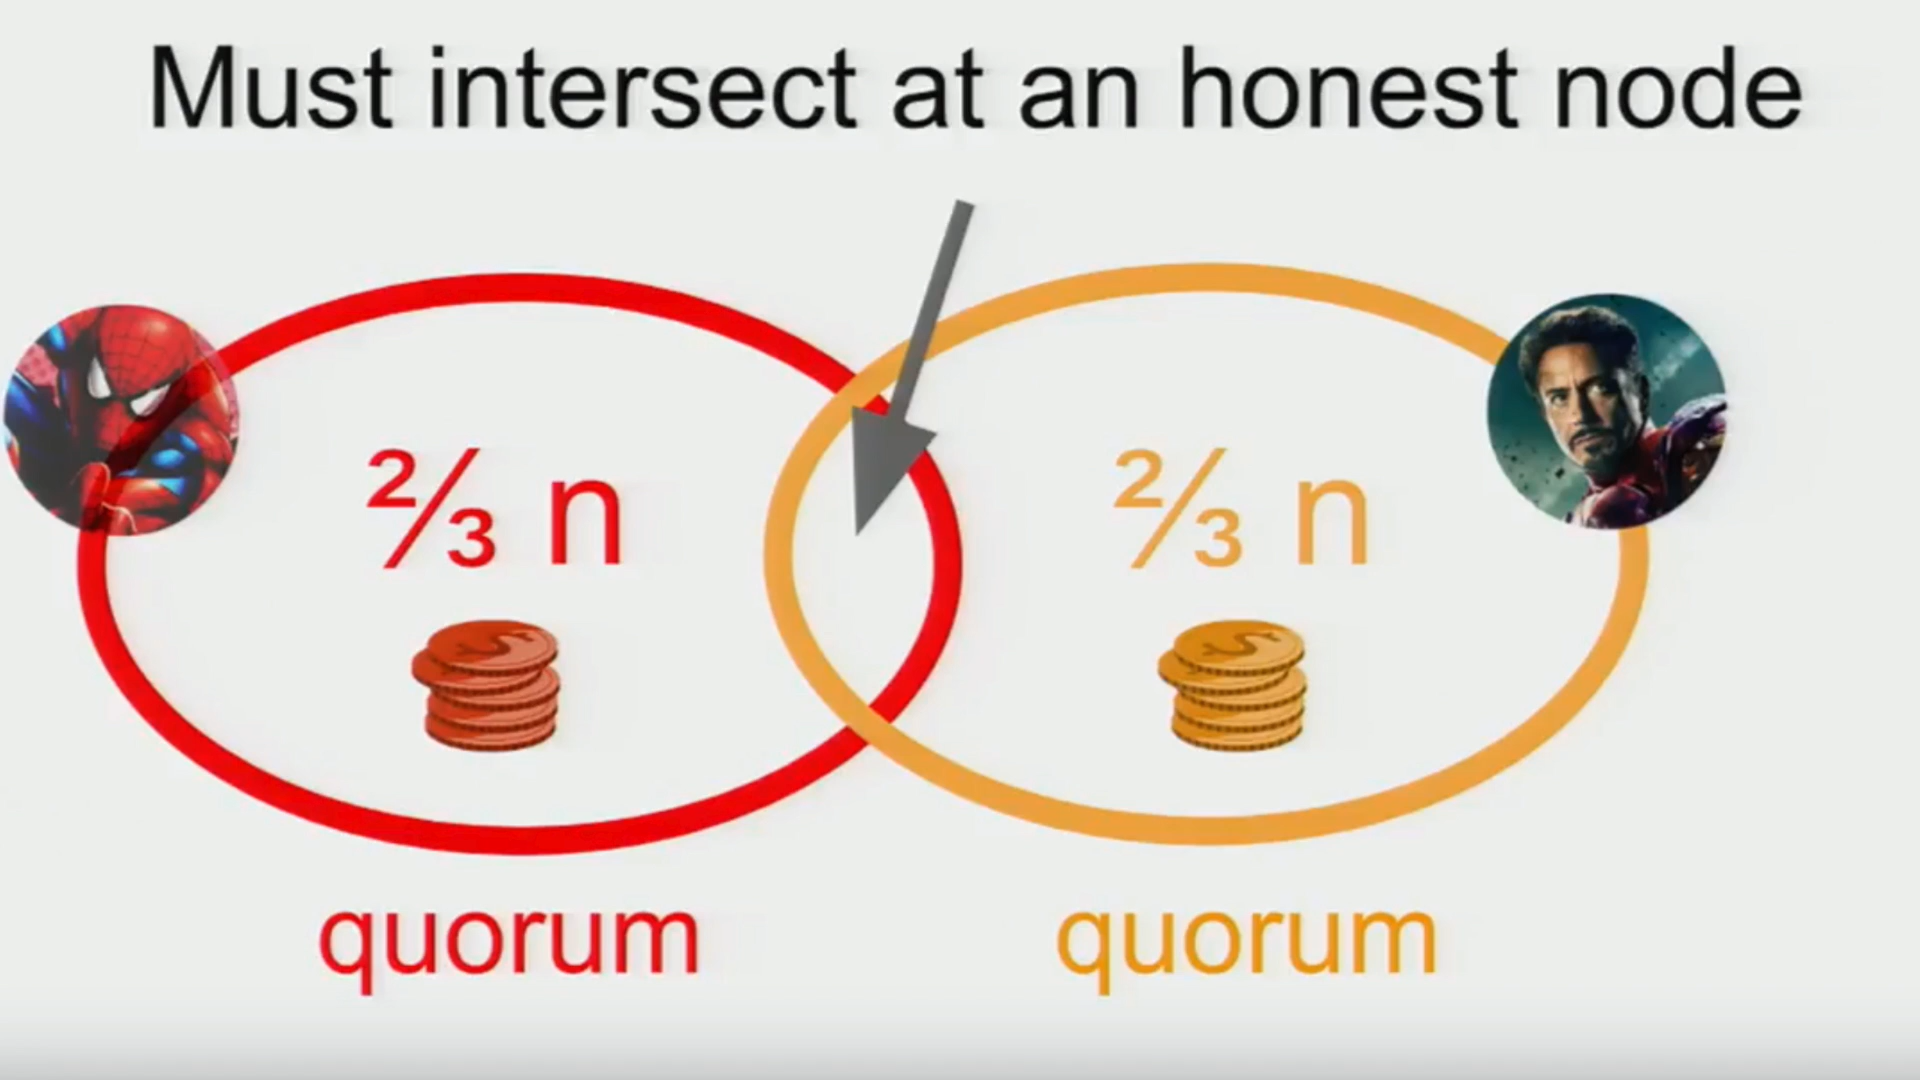 Must intersect at an honest node
⅔ n
⅔ n
quorum
quorum